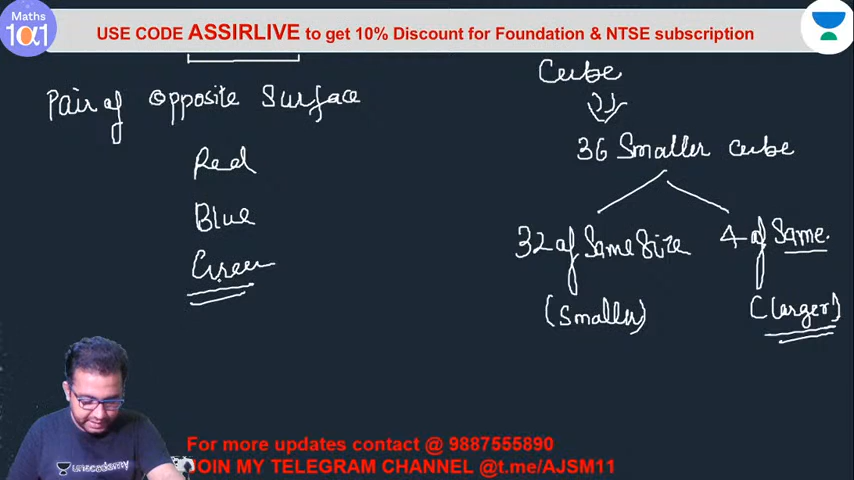 Maths
1α1
USE CODE ASSIRLIVE to get 10% Discount for Foundation & NTSE subscription
Pair of opposite Surface
Red
Blue
Green
Cube
36 Smaller cube
32 of Same Size
(Smaller)
4 of Same.
(larger)
unacademy
For more updates contact @ 9887555890
JOIN MY TELEGRAM CHANNEL @t.me/AJSM11